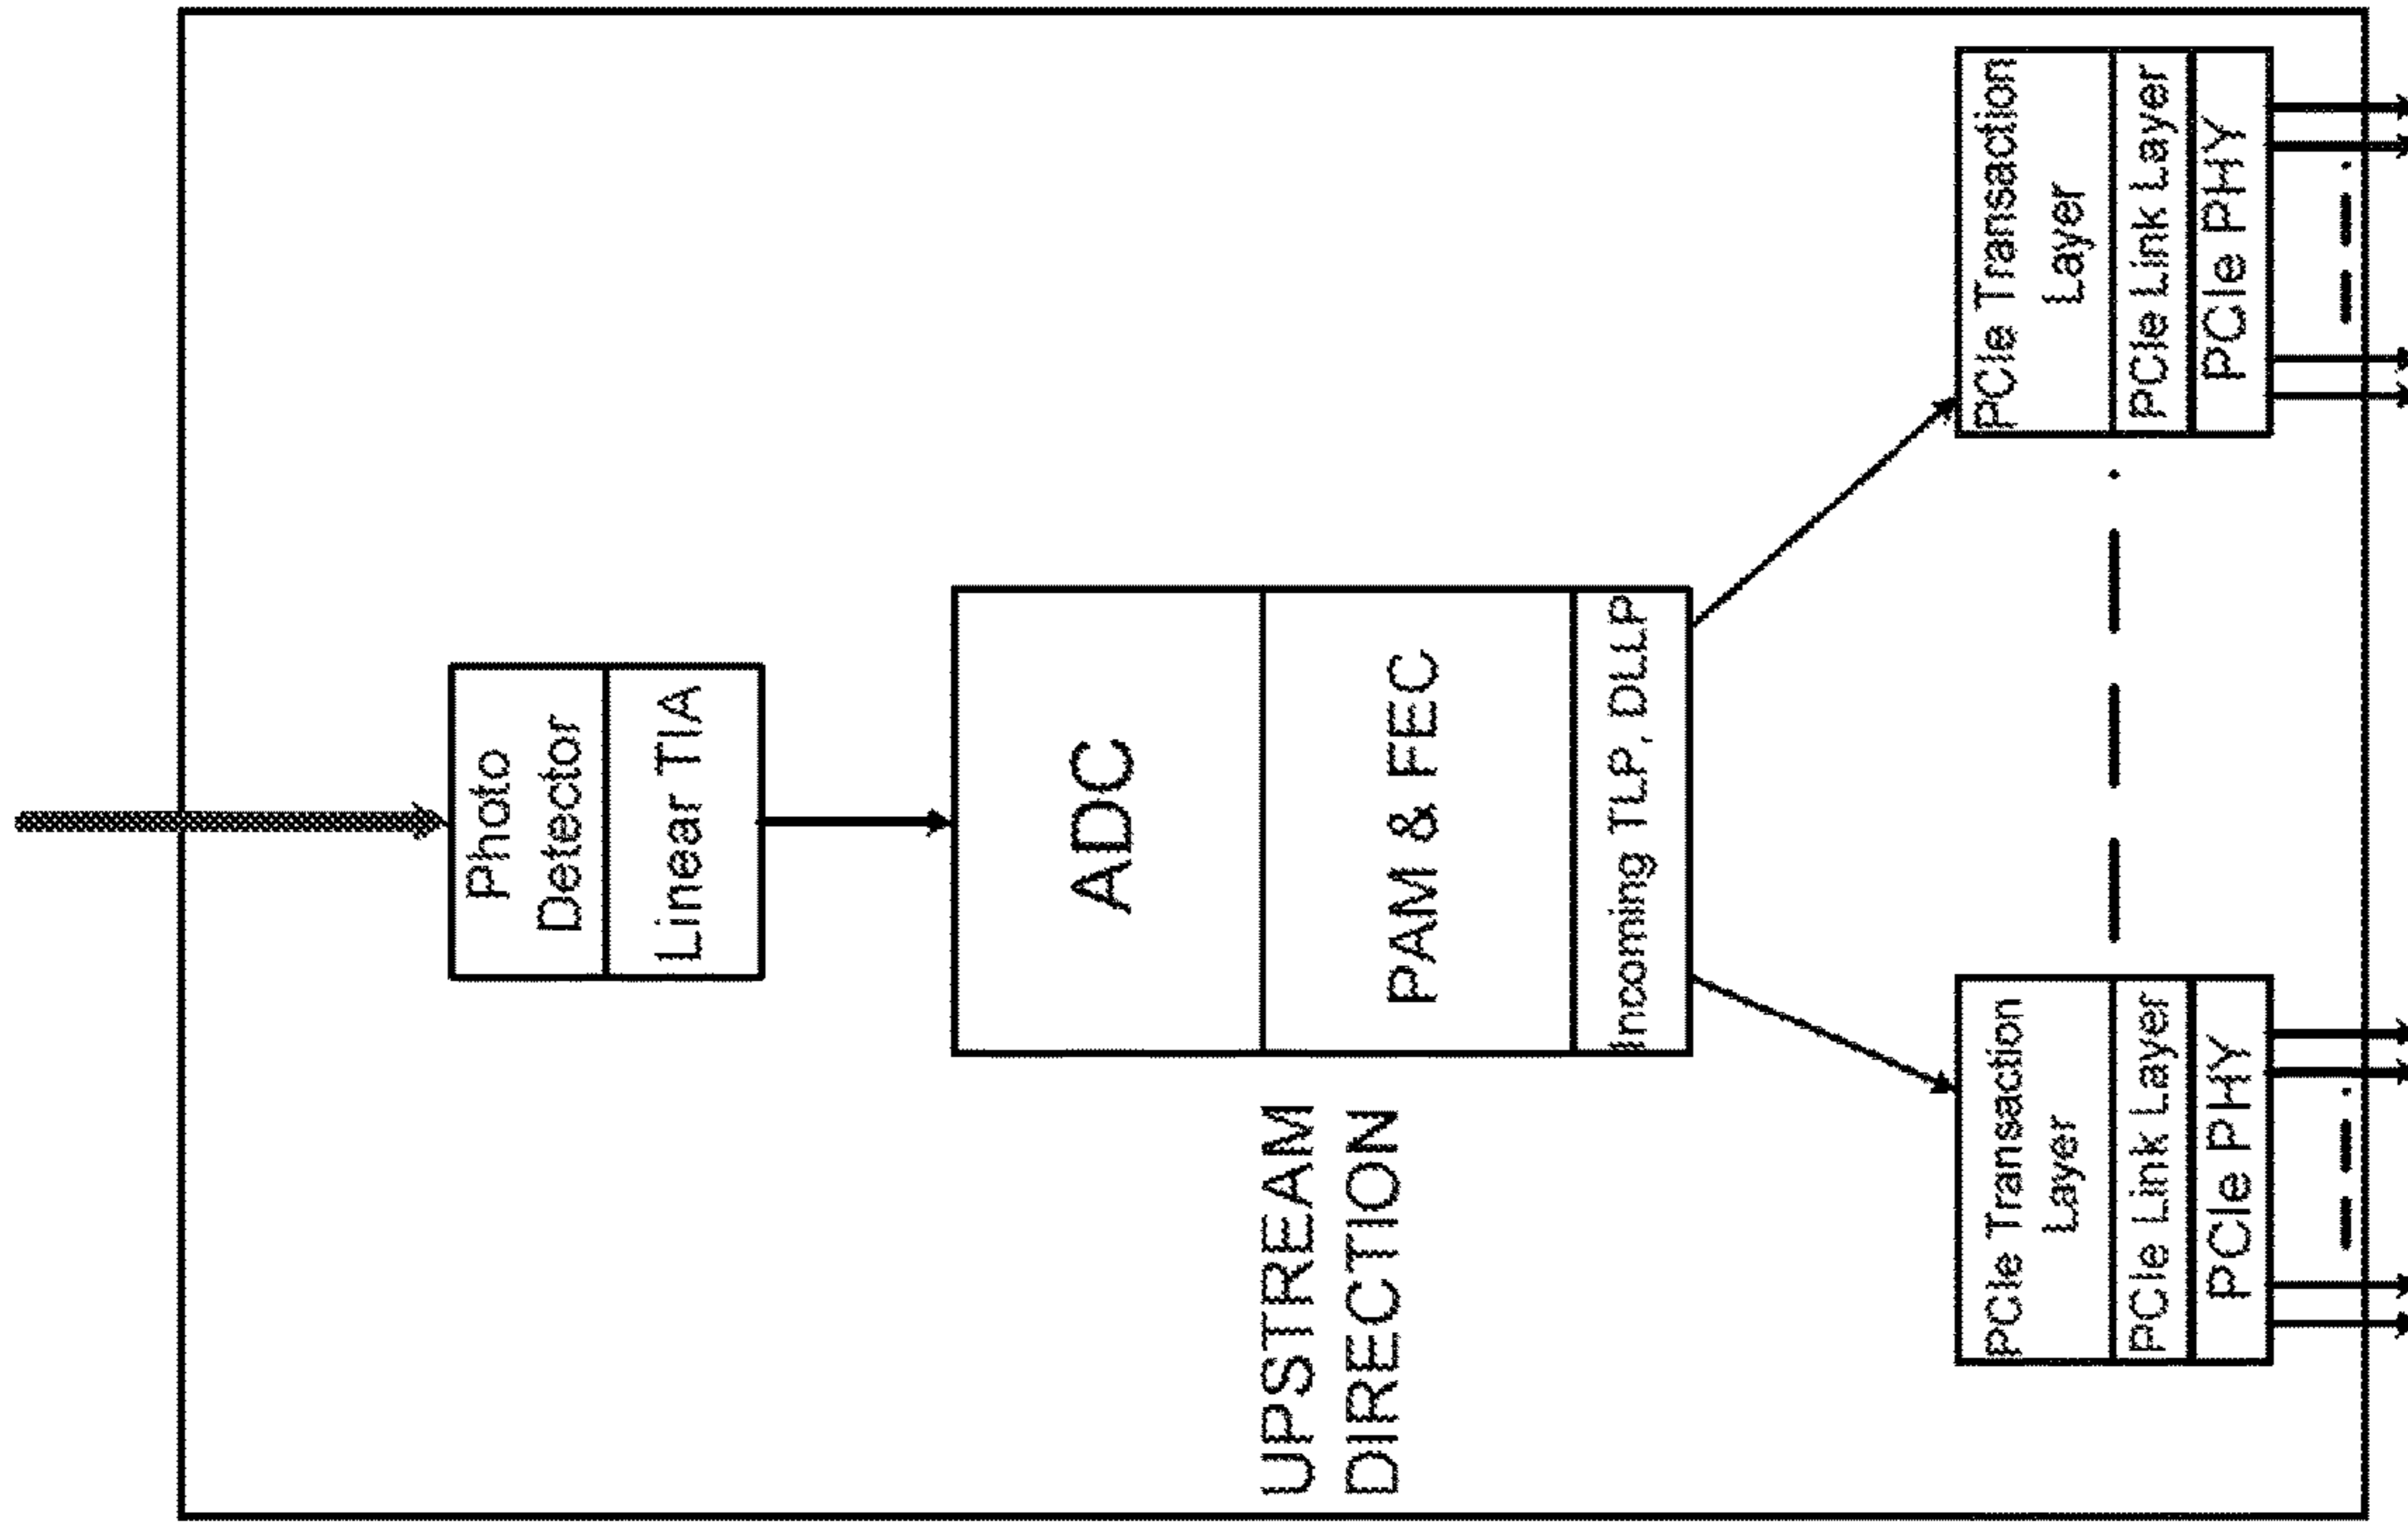 Photo
Detector
Linear TIA
ADC
PAM & FEC
Incoming TLP, DLLP
UPSTREAM
DIRECTION
PCIe Transaction
Layer
PCIe Link Layer
PCIe PHY
PCIe Transaction
Layer
PCIe Link Layer
PCIe PHY